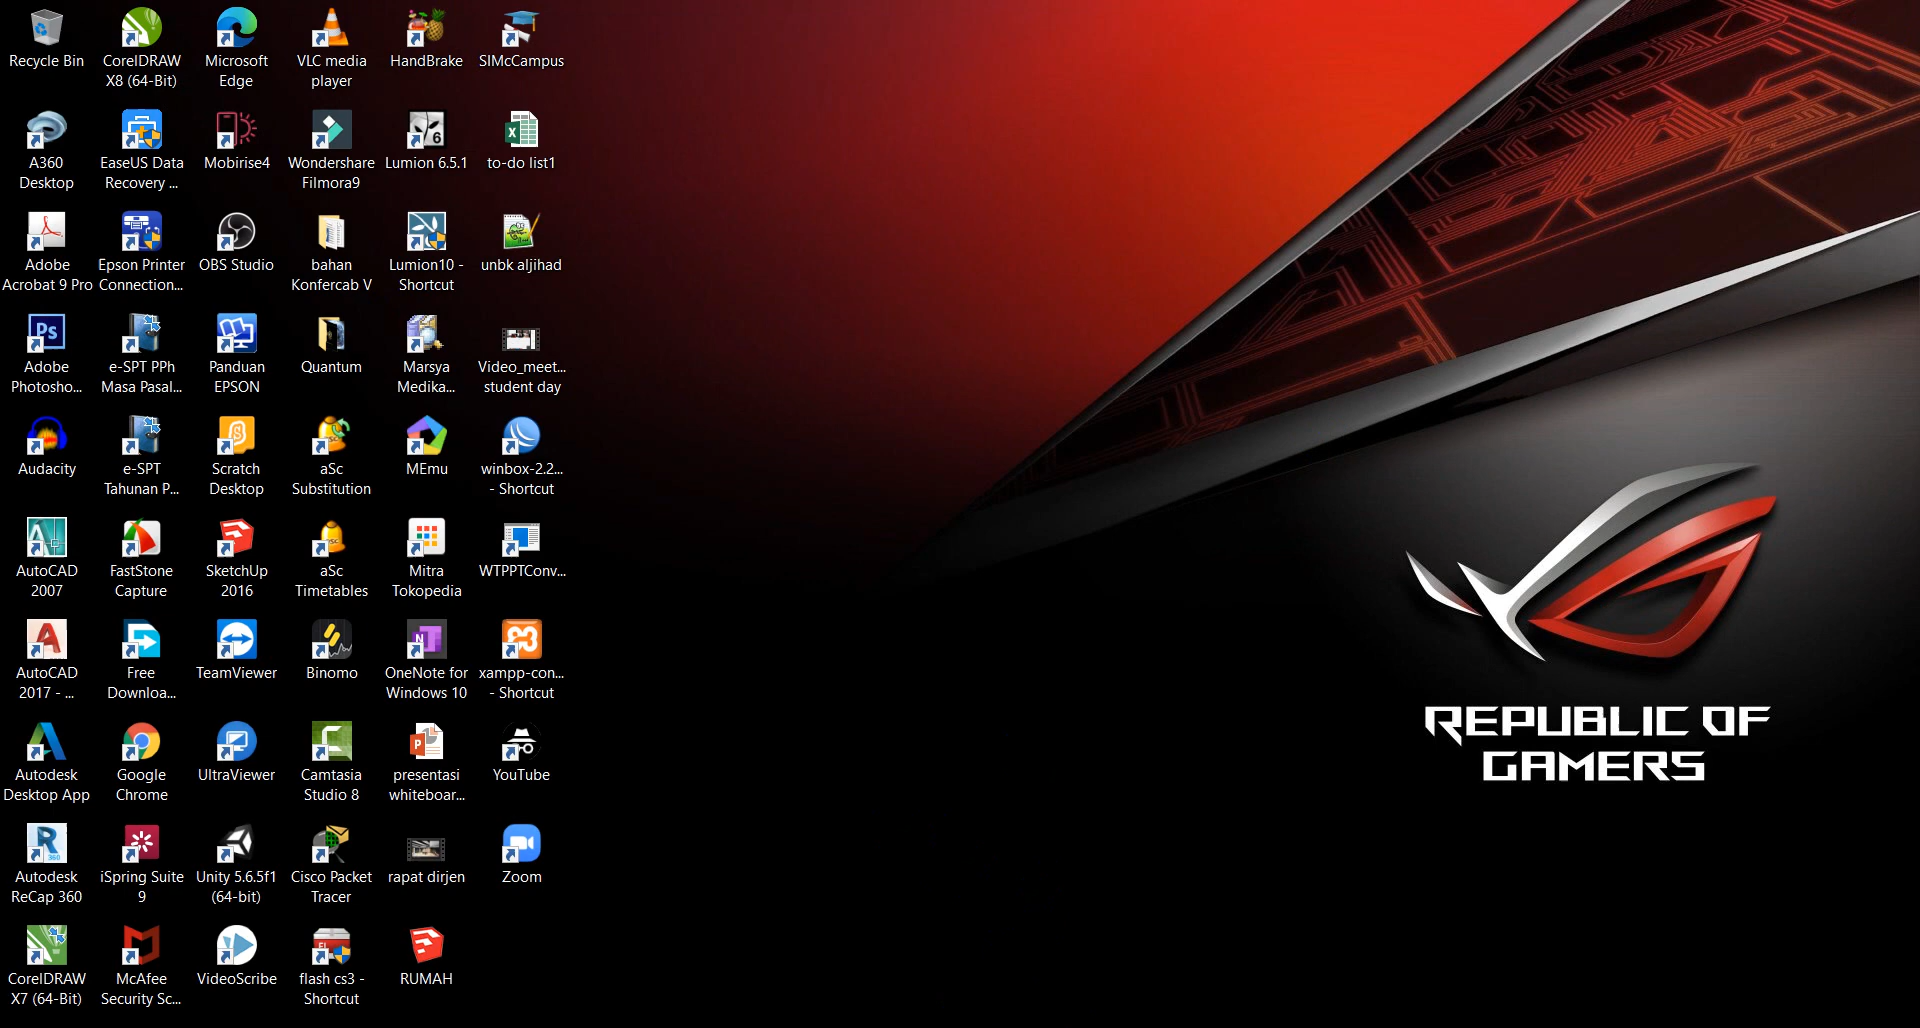 Recycle Bin
CorelDRAW
X8 (64-Bit)
Microsoft
Edge
VLC media
player
HandBrake
SIMcCampus
A360
Desktop
EaseUS Data
Recovery ...
Mobirise4
Wondershare
Filmora9
Lumion 6.5.1
to-do list1
Adobe
Acrobat 9 Pro
Epson Printer
Connection...
OBS Studio
bahan
Konfercab V
Lumion10 -
Shortcut
unbk aljihad
Adobe
Photosho...
e-SPT PPh
Masa Pasal...
Panduan
EPSON
Quantum
Marsya
Medika...
Video_meet...
student day
Audacity
e-SPT
Tahunan P...
Scratch
Desktop
aSc
Substitution
MEmu
winbox-2.2...
- Shortcut
AutoCAD
2007
FastStone
Capture
SketchUp
2016
aSc
Timetables
Mitra
Tokopedia
WTPPTConv...
AutoCAD
2017 - ...
Free
Downloa...
TeamViewer
Binomo
OneNote for
Windows 10
xampp-con...
- Shortcut
Autodesk
Desktop App
Google
Chrome
UltraViewer
Camtasia
Studio 8
presentasi
whiteboar...
YouTube
Autodesk
ReCap 360
iSpring Suite
9
Unity 5.6.5f1
(64-bit)
Cisco Packet
Tracer
rapat dirjen
Zoom
CorelDRAW
X7 (64-Bit)
McAfee
Security Sc...
VideoScribe
flash cs3 -
Shortcut
RUMAH
REPUBLIC OF
GAMERS